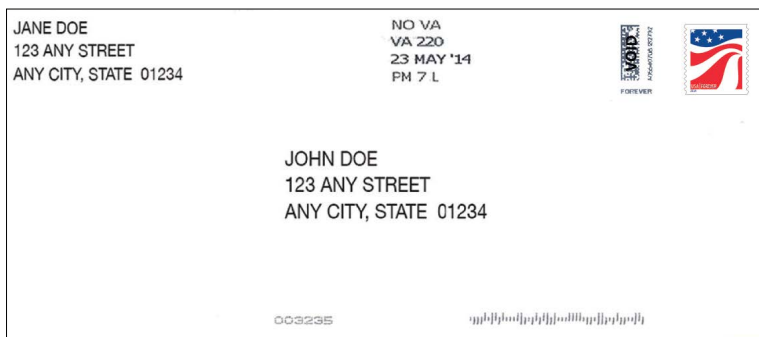 JANE DOE
123 ANY STREET
ANY CITY, STATE 01234
NO VA
VA 220
23 MAY '14
PM 7 L
VOID
FOREVER
JOHN DOE
123 ANY STREET
ANY CITY, STATE 01234
003235